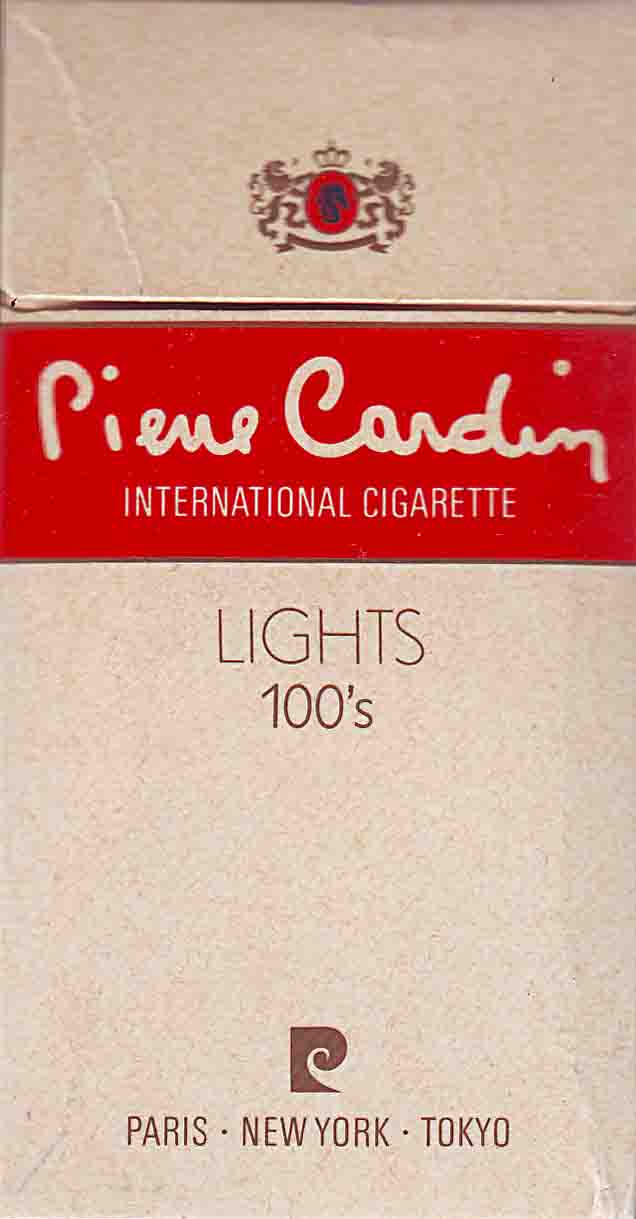 Pierre Cardin
INTERNATIONAL CIGARETTE
LIGHTS
100's
PARIS · NEW YORK · TOKYO